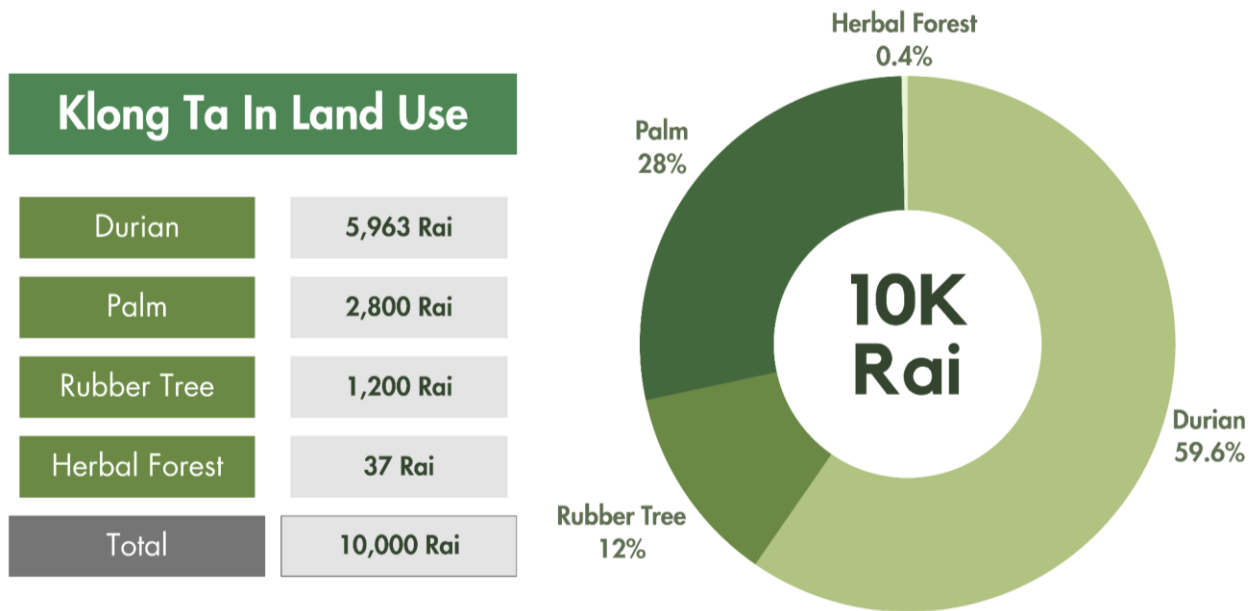 Klong Ta In Land Use
Durian 5,963 Rai
Palm 2,800 Rai
Rubber Tree 1,200 Rai
Herbal Forest 37 Rai
Total 10,000 Rai
Herbal Forest
0.4%
Palm
28%
10K
Rai
Durian
59.6%
Rubber Tree
12%